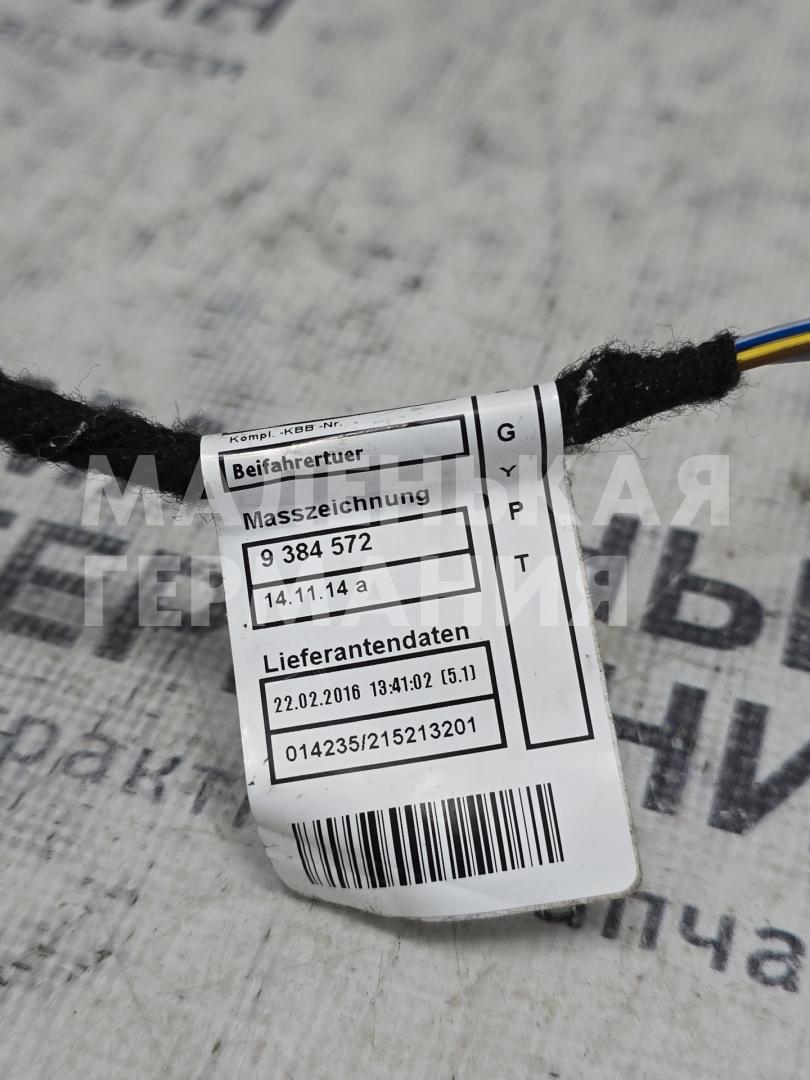 Kompl. -KBB -Nr.
Beifahrertuer
Masszeichnung
9 384 572
14.11.14 a
Lieferantendaten
22.02.2016 13:41:02 (5.1)
014235/215213201
G
Y
P
T
МАЛЕНЬКАЯ
ГЕРМАНИЯ